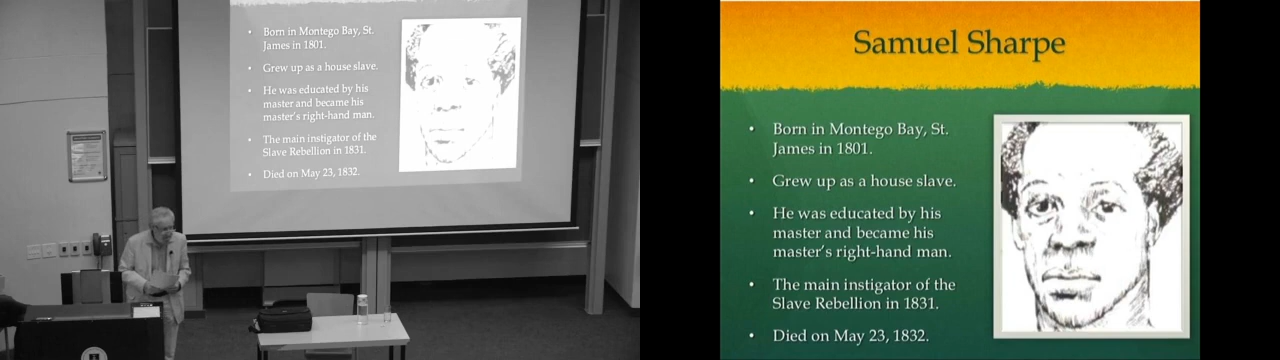 • Born in Montego Bay, St.
James in 1801.
• Grew up as a house slave.
• He was educated by his
master and became his
master's right-hand man.
• The main instigator of the
Slave Rebellion in 1831.
• Died on May 23, 1832.
Samuel Sharpe
• Born in Montego Bay, St.
James in 1801.
• Grew up as a house slave.
• He was educated by his
master and became his
master's right-hand man.
• The main instigator of the
Slave Rebellion in 1831.
• Died on May 23, 1832.